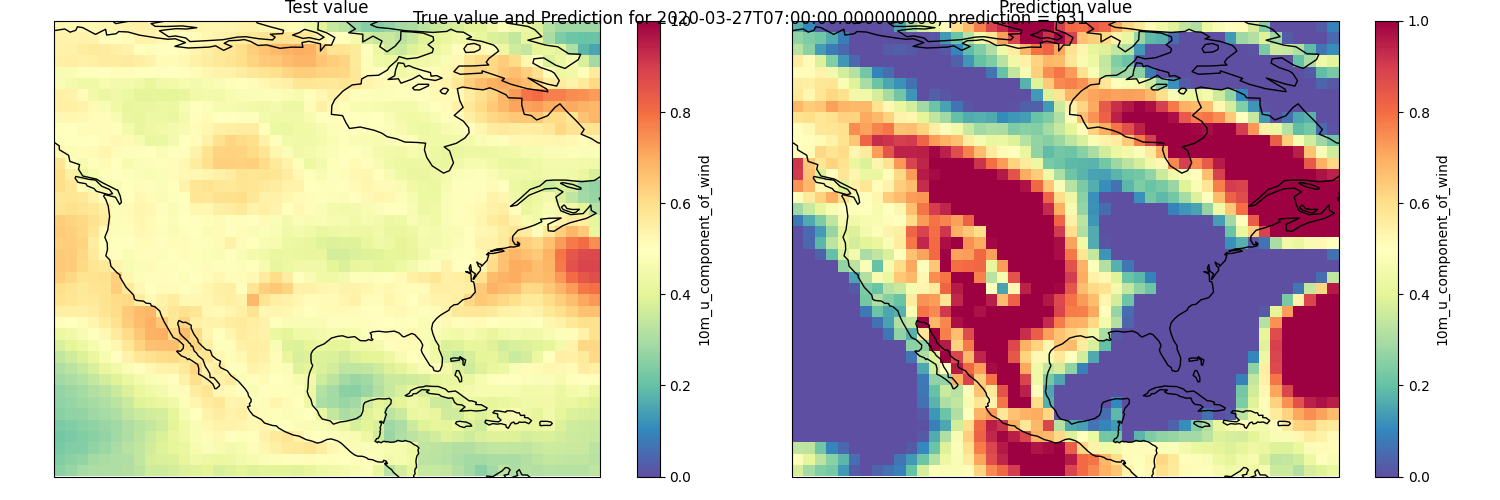 Test value
Prediction value
True value and Prediction for 2020-03-27T07:00:00.000000000, prediction = 631
1.0
0.8
0.6
0.4
0.2
0.0
10m_u_component_of_wind
1.0
0.8
0.6
0.4
0.2
0.0
10m_u_component_of_wind